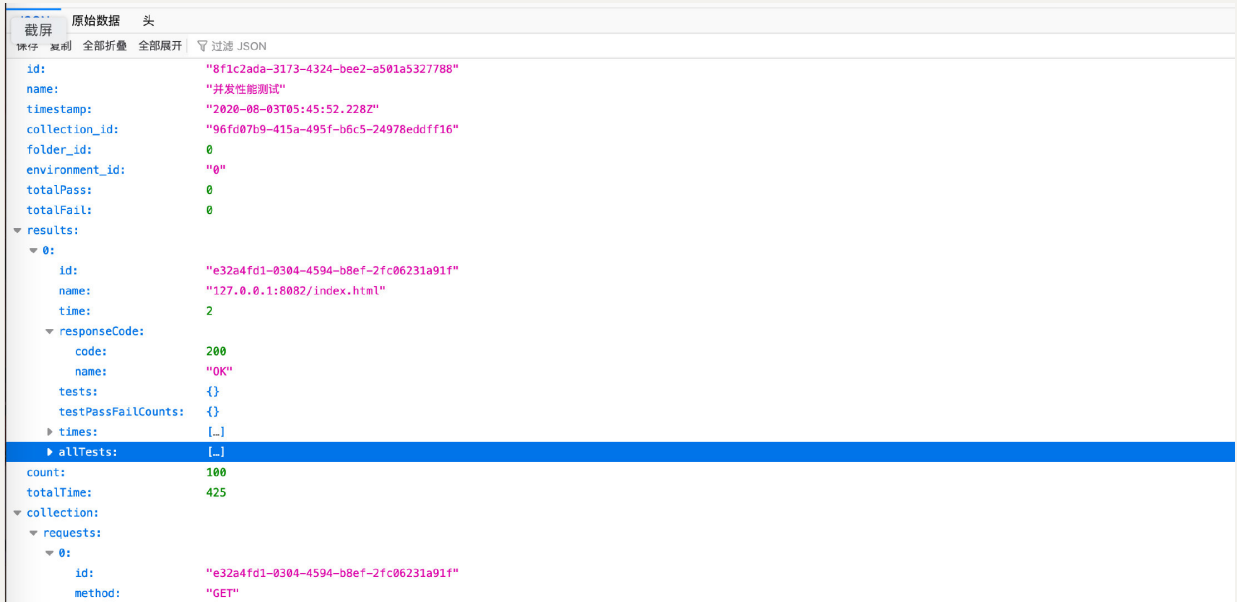 JSON 原始数据 头
截屏
保存 复制 全部折叠 全部展开 过滤 JSON
id: "8f1c2ada-3173-4324-bee2-a501a5327788"
name: "并发性能测试"
timestamp: "2020-08-03T05:45:52.228Z"
collection_id: "96fd07b9-415a-495f-b6c5-24978eddff16"
folder_id: 0
environment_id: "0"
totalPass: 0
totalFail: 0
results:
0:
id: "e32a4fd1-0304-4594-b8ef-2fc06231a91f"
name: "127.0.0.1:8082/index.html"
time: 2
responseCode:
code: 200
name: "OK"
tests: {}
testPassFailCounts: {}
times: […]
allTests: […]
count: 100
totalTime: 425
collection:
requests:
0:
id: "e32a4fd1-0304-4594-b8ef-2fc06231a91f"
method: "GET"